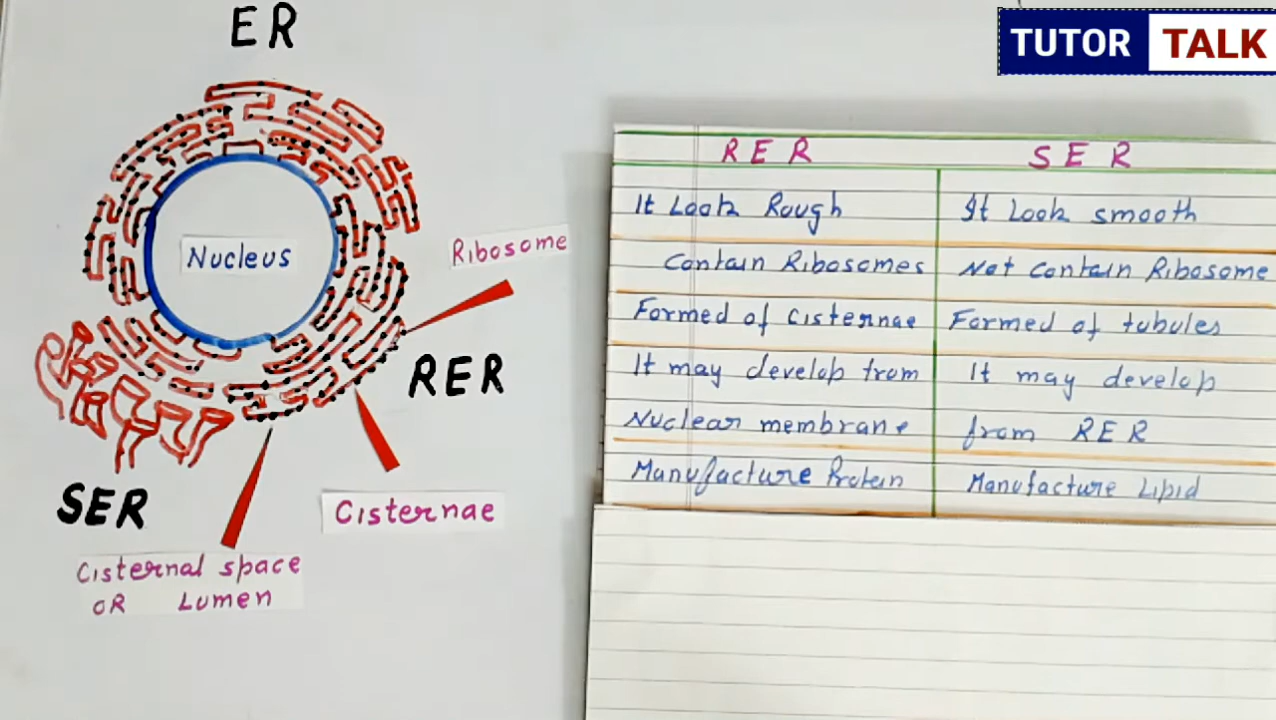 ER
TUTOR TALK
Nucleus
Ribosome
RER
SER
Cisternae
Cisternal space
OR Lumen
RER SER
It Look Rough It Look smooth
Contain Ribosomes Not Contain Ribosome
Formed of cisternae Formed of tubules
It may develop from It may develop
Nuclear membrane from RER
Manufacture Protein Manufacture Lipid